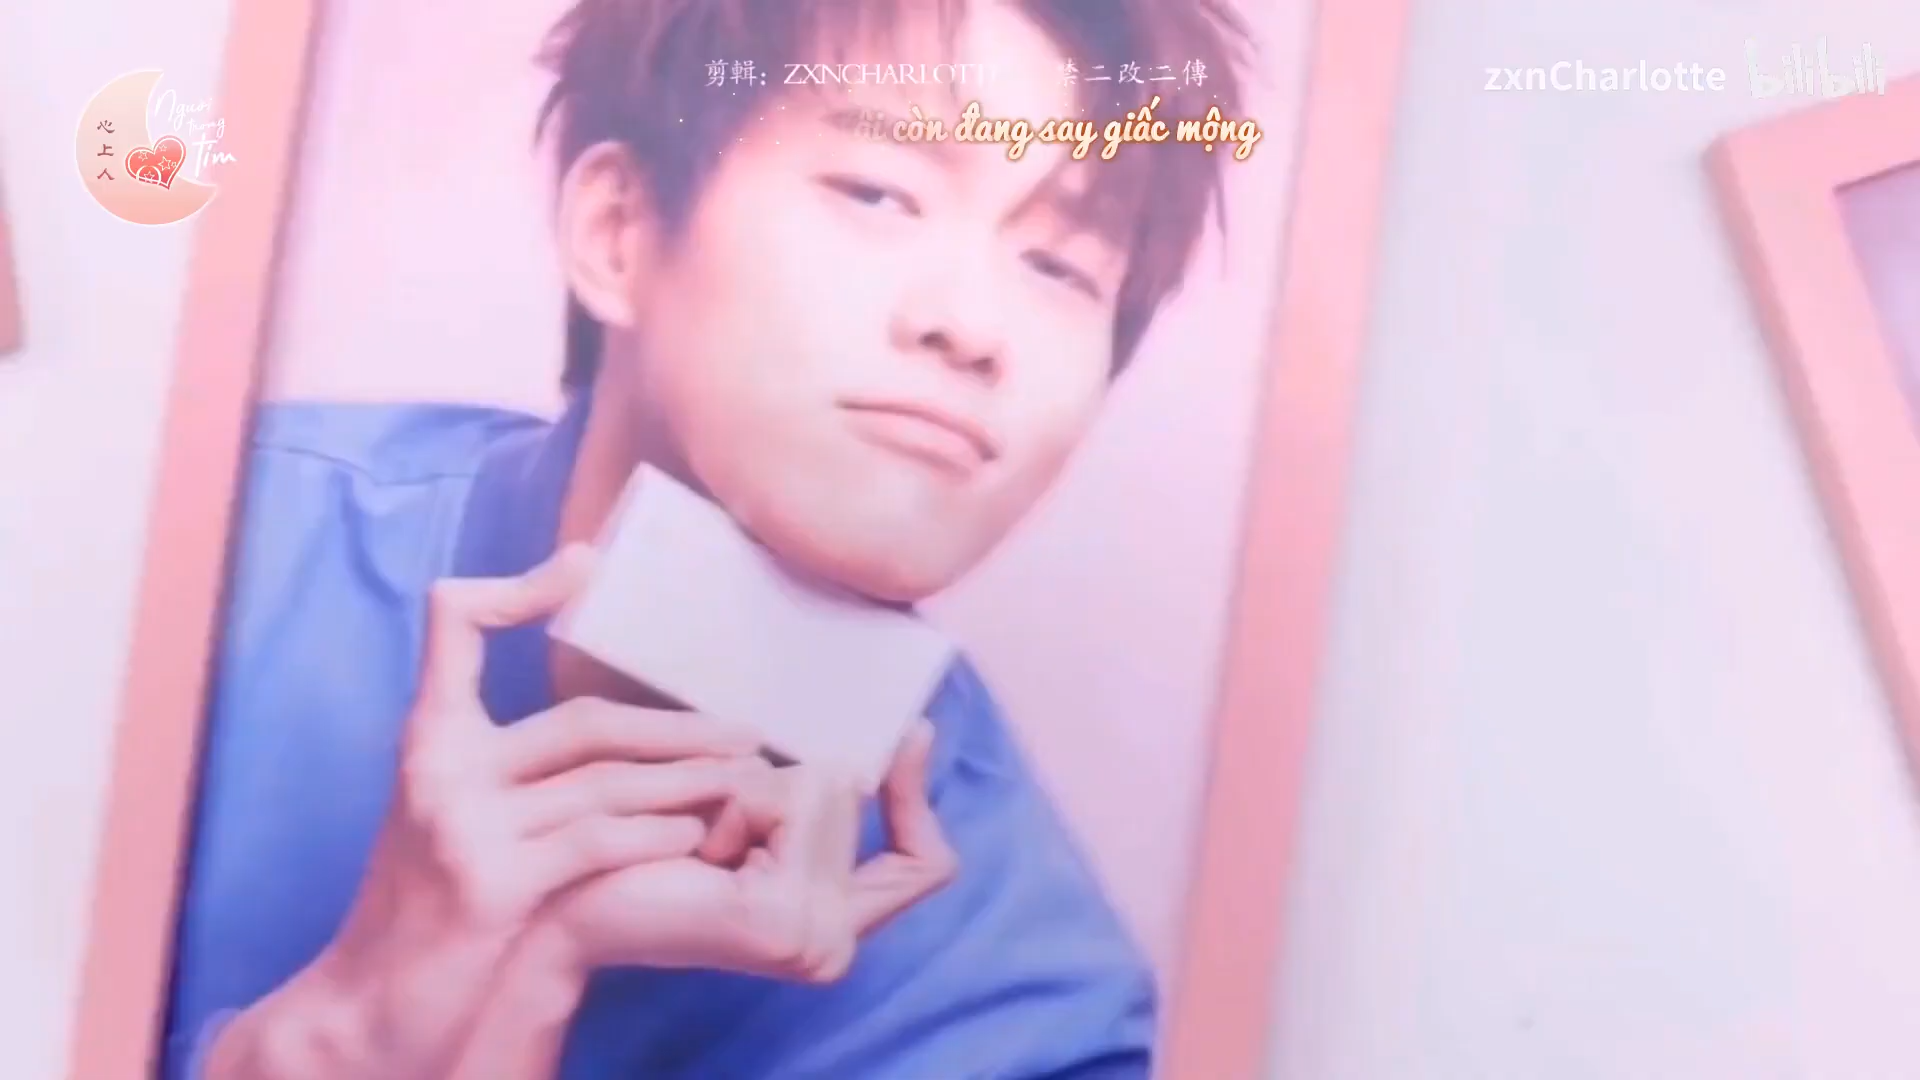 剪輯: ZXNCHARLOTTE 禁二改二傳
zxnCharlotte bilibili
còn đang say giấc mộng
心上人
Người
trong
Tim